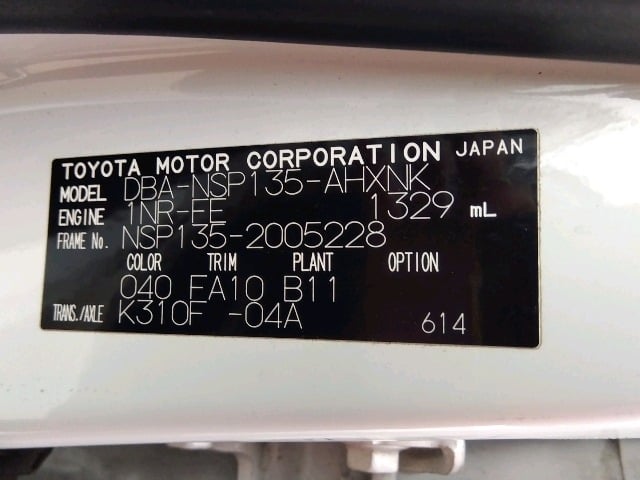 TOYOTA MOTOR CORPORATION JAPAN
MODEL DBA-NSP135-AHXNK
ENGINE 1NR-FE 1329 mL
FRAME No. NSP135-2005228
COLOR TRIM PLANT OPTION
040 FA10 B11
TRANS./AXLE K310F -04A 614